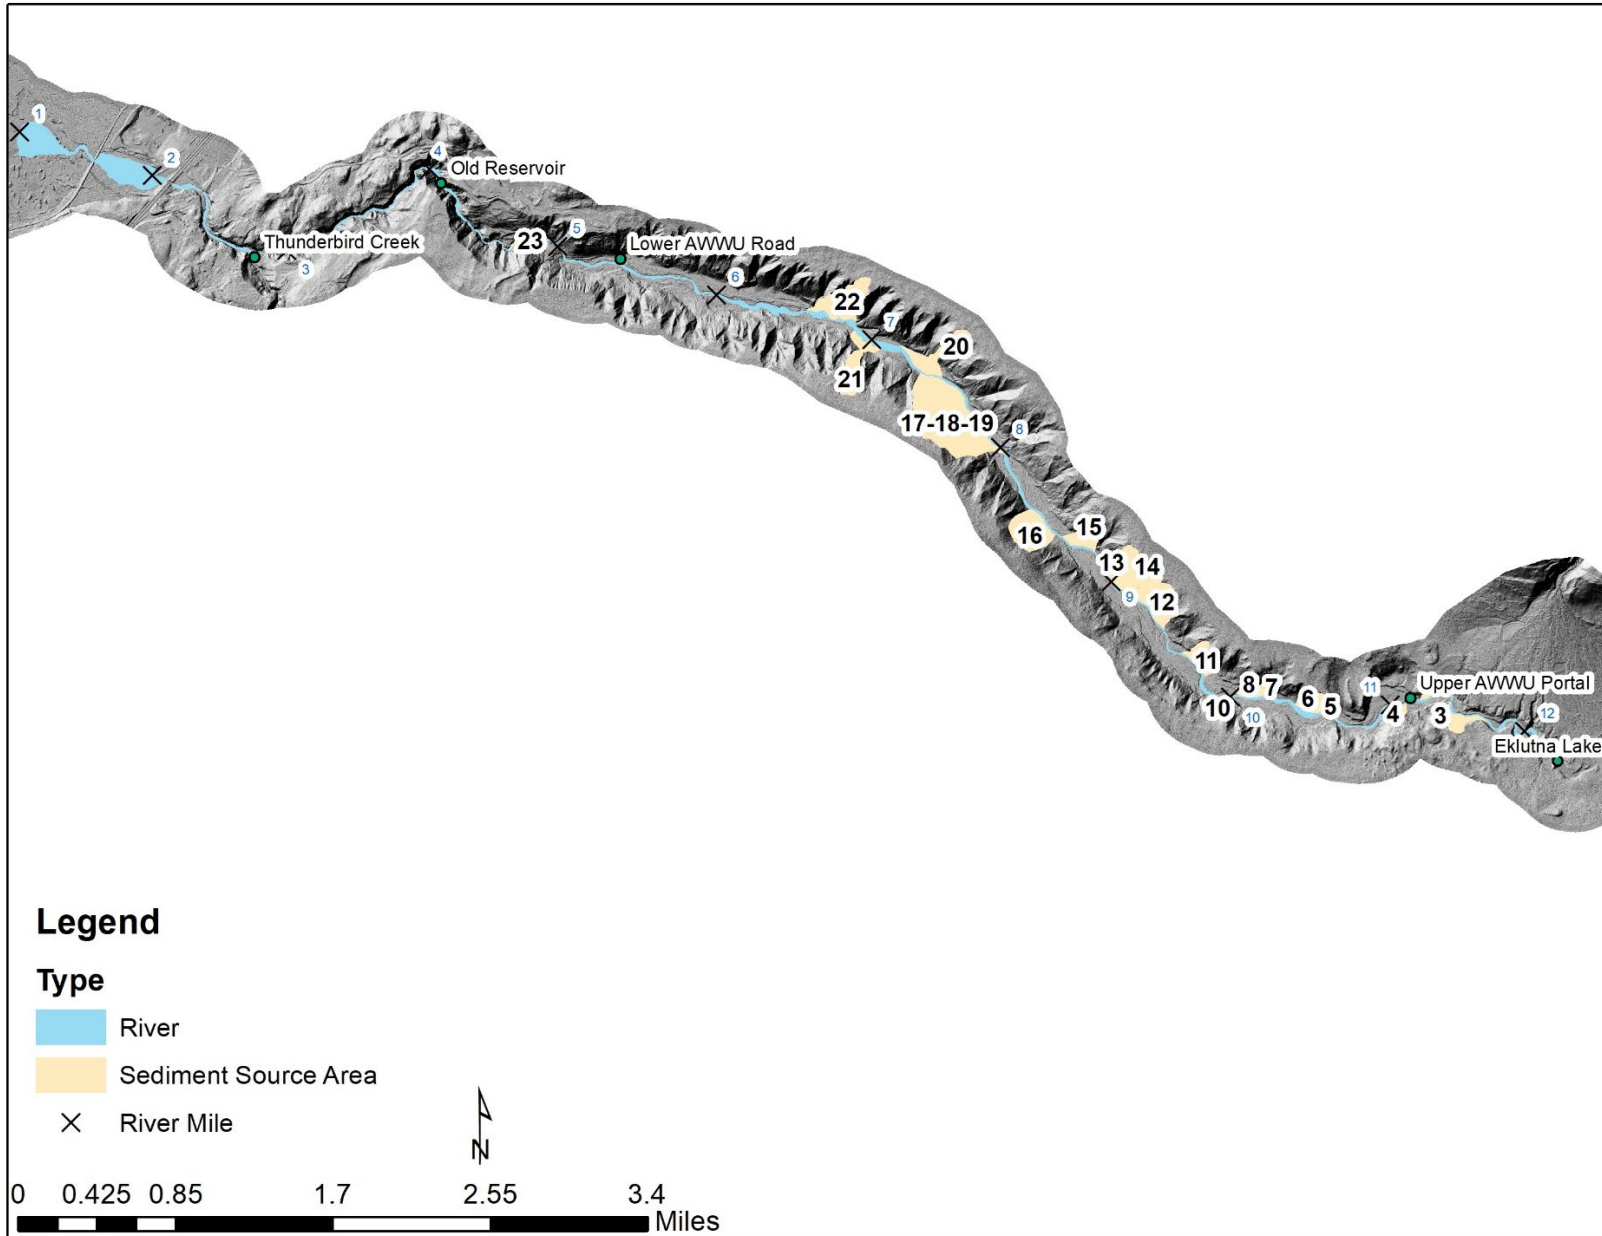 1
2
4
Old Reservoir
Thunderbird Creek
3
23
5
Lower AWWU Road
6
22
7
20
21
17-18-19
8
16
15
13
14
9
12
11
8
7
10
10
6
5
11
Upper AWWU Portal
4
3
12
Eklutna Lake
Legend
Type
River
Sediment Source Area
River Mile
N
0 0.425 0.85 1.7 2.55 3.4
Miles